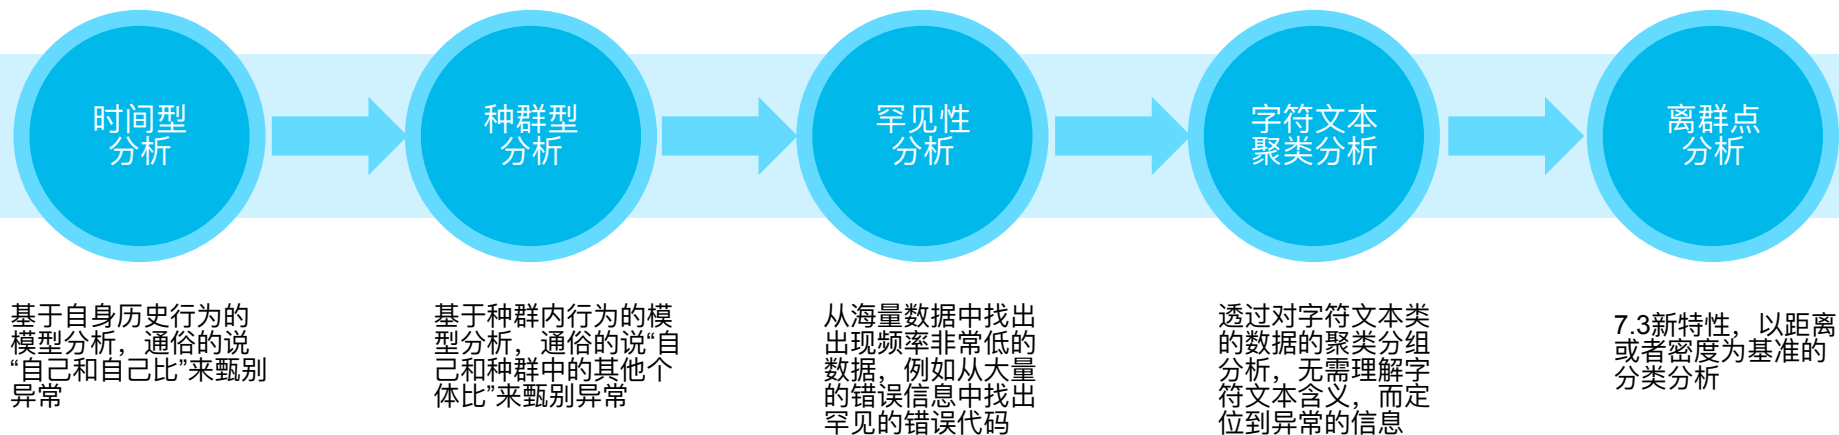 时间型
分析
种群型
分析
罕见性
分析
字符文本
聚类分析
离群点
分析
基于自身历史行为的
模型分析，通俗的说
“自己和自己比”来甄别
异常
基于种群内行为的模
型分析，通俗的说“自
己和种群中的其他个
体比”来甄别异常
从海量数据中找出
出现频率非常低的
数据，例如从大量
的错误信息中找出
罕见的错误代码
透过对字符文本类
的数据的聚类分组
分析，无需理解字
符文本含义，而定
位到异常的信息
7.3新特性，以距离
或者密度为基准的
分类分析